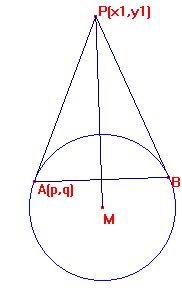 P(x1,y1)
A(p,q)
B
M